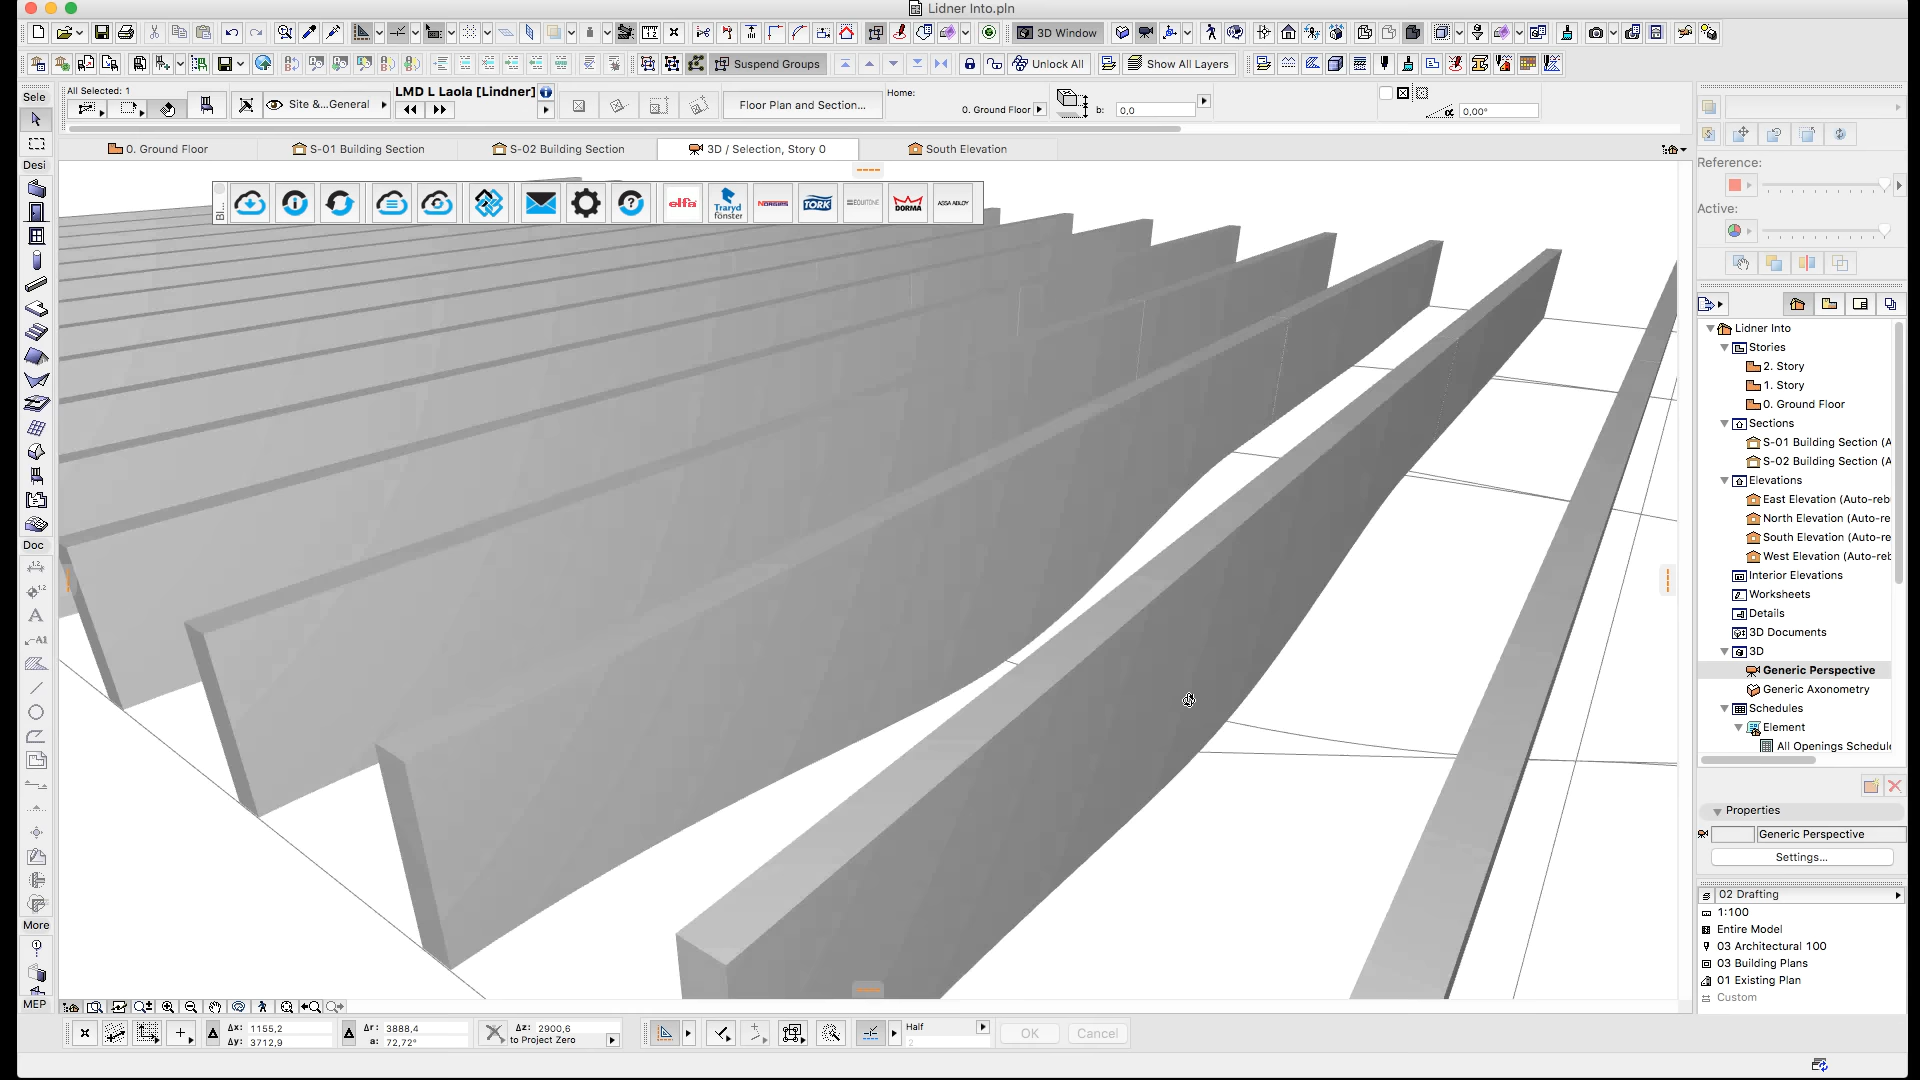 Lidner Into.pln
3D Window
Suspend Groups
Unlock All
Show All Layers
Sele
All Selected: 1
Site &...General
LMD L Laola [Lindner]
Floor Plan and Section...
Home:
0. Ground Floor
b:
0,0
α
0,00°
0. Ground Floor
S-01 Building Section
S-02 Building Section
3D / Selection, Story 0
South Elevation
Desi
elfa
Traryd fönster
NORGIPS
TORK
EQUITONE
DORMA
ASSA ABLOY
Reference:
Active:
Lidner Into
Stories
2. Story
1. Story
0. Ground Floor
Sections
S-01 Building Section (A
S-02 Building Section (A
Elevations
East Elevation (Auto-reb
North Elevation (Auto-re
South Elevation (Auto-re
West Elevation (Auto-reb
Interior Elevations
Worksheets
Details
3D Documents
3D
Generic Perspective
Generic Axonometry
Schedules
Element
All Openings Schedule
Doc
More
MEP
Properties
Generic Perspective
Settings...
02 Drafting
1:100
Entire Model
03 Architectural 100
03 Building Plans
01 Existing Plan
Custom
Δx: 1155,2
Δy: 3712,9
Δr: 3888,4
a: 72,72°
Δz: 2900,6
to Project Zero
Half
2
OK
Cancel